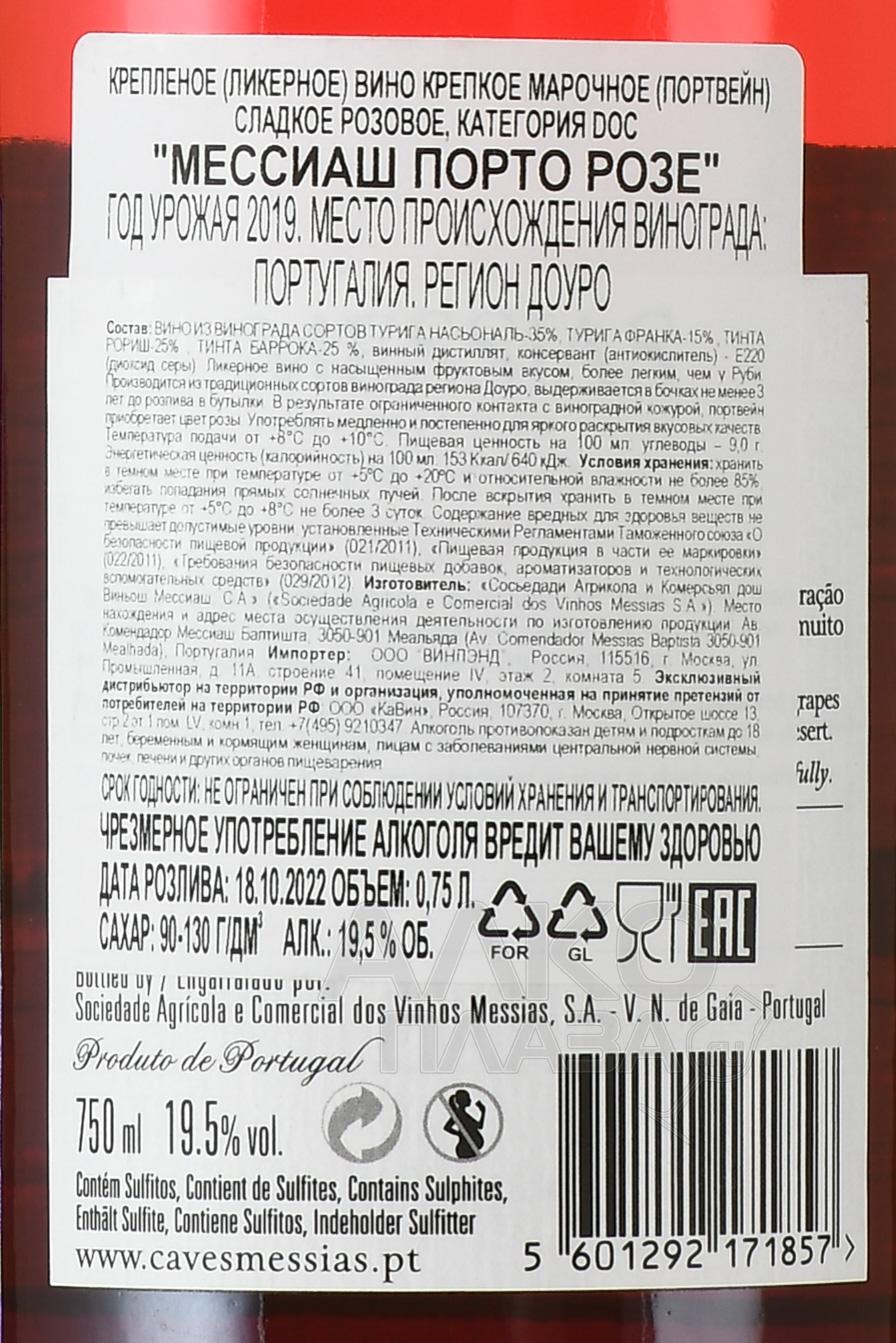 КРЕПЛЕНОЕ (ЛИКЕРНОЕ) ВИНО КРЕПКОЕ МАРОЧНОЕ (ПОРТВЕЙН)
СЛАДКОЕ РОЗОВОЕ, КАТЕГОРИЯ DOC
"МЕССИАШ ПОРТО РОЗЕ"
ГОД УРОЖАЯ 2019. МЕСТО ПРОИСХОЖДЕНИЯ ВИНОГРАДА:
ПОРТУГАЛИЯ. РЕГИОН ДОУРО
Состав: ВИНО ИЗ ВИНОГРАДА СОРТОВ ТУРИГА НАСЬОНАЛЬ-35%, ТУРИГА ФРАНКА-15%, ТИНТА
РОРИШ-25% , ТИНТА БАРРОКА-25 %, винный дистиллят, консервант (антиокислитель) - Е220
(диоксид серы). Ликерное вино с насыщенным фруктовым вкусом, более легким, чем у Руби.
Производится из традиционных сортов винограда региона Доуро, выдерживается в бочках не менее 3
лет до розлива в бутылки. В результате ограниченного контакта с виноградной кожурой, портвейн
приобретает цвет розы. Употреблять медленно и постепенно для яркого раскрытия вкусовых качеств.
Температура подачи от +8°С до +10°С. Пищевая ценность на 100 мл: углеводы – 9,0 г.
Энергетическая ценность (калорийность) на 100 мл: 153 Ккал/ 640 кДж. Условия хранения: хранить
в темном месте при температуре от +5°С до +20°С и относительной влажности не более 85%,
избегать попадания прямых солнечных лучей. После вскрытия хранить в темном месте при
температуре от +5°С до +8°С не более 3 суток. Содержание вредных для здоровья веществ не
превышает допустимые уровни, установленные Техническими Регламентами Таможенного союза «О
безопасности пищевой продукции» (021/2011), «Пищевая продукция в части ее маркировки»
(022/2011), «Требования безопасности пищевых добавок, ароматизаторов и технологических
вспомогательных средств» (029/2012). Изготовитель: «Сосьедади Агрикола и Комерсьял дош
Виньош Мессиаш, С.А.» («Sociedade Agricola e Comercial dos Vinhos Messias S.A.»). Место
нахождения и адрес места осуществления деятельности по изготовлению продукции: Ав.
Комендадор Мессиаш Баптишта, 3050-901 Меальяда (Av. Comendador Messias Baptista 3050-901
Mealhada), Португалия Импортер: ООО "ВИНПЭНД", Россия, 115516, г. Москва, ул.
Промышленная, д. 11А, строение 41, помещение IV, этаж 2, комната 5. Эксклюзивный
дистрибьютор на территории РФ и организация, уполномоченная на принятие претензий от
потребителей на территории РФ: ООО «КаВин», Россия, 107370, г. Москва, Открытое шоссе 13,
стр 2 эт 1 пом. LV, комн 1, тел. +7(495) 9210347. Алкоголь противопоказан детям и подросткам до 18
лет, беременным и кормящим женщинам, лицам с заболеваниями центральной нервной системы,
почек, печени и других органов пищеварения.
СРОК ГОДНОСТИ: НЕ ОГРАНИЧЕН ПРИ СОБЛЮДЕНИИ УСЛОВИЙ ХРАНЕНИЯ И ТРАНСПОРТИРОВАНИЯ.
ЧРЕЗМЕРНОЕ УПОТРЕБЛЕНИЕ АЛКОГОЛЯ ВРЕДИТ ВАШЕМУ ЗДОРОВЬЮ
ДАТА РОЗЛИВА: 18.10.2022 ОБЪЕМ: 0,75 Л.
САХАР: 90-130 Г/ДМ³ АЛК.: 19,5 % ОБ.
FOR GL EAC
ração
nuito
rapes
sert.
fully.
Bottled by / Engarrafado por:
Sociedade Agrícola e Comercial dos Vinhos Messias, S.A. - V. N. de Gaia - Portugal
Produto de Portugal
750 ml 19.5% vol.
Contém Sulfitos, Contient de Sulfites, Contains Sulphites,
Enthält Sulfite, Contiene Sulfitos, Indeholder Sulfitter
www.cavesmessias.pt
5 601292 171857 >
АЛКО
ПЛАЗА